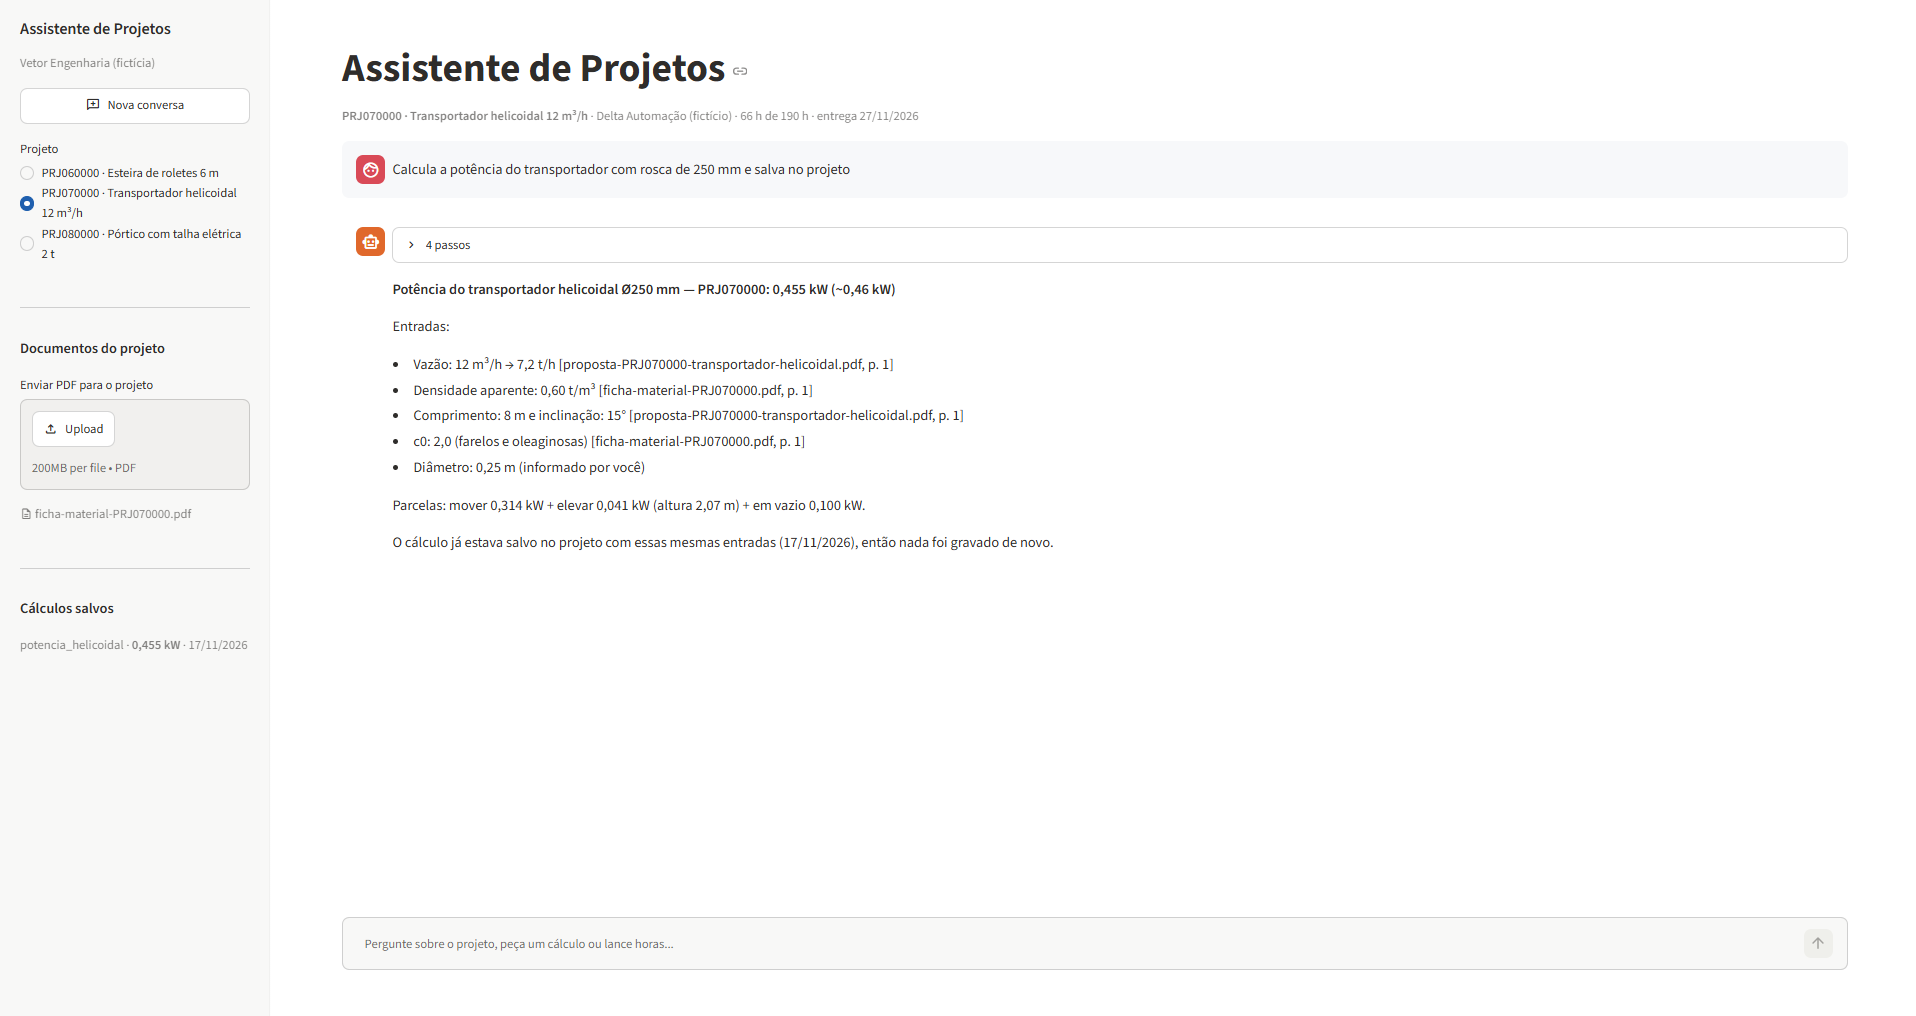 Assistente de Projetos
Vetor Engenharia (fictícia)
Nova conversa
Projeto
PRJ060000 · Esteira de roletes 6 m
PRJ070000 · Transportador helicoidal
12 m³/h
PRJ080000 · Pórtico com talha elétrica
2 t
Documentos do projeto
Enviar PDF para o projeto
Upload
200MB per file • PDF
ficha-material-PRJ070000.pdf
Cálculos salvos
potencia_helicoidal · 0,455 kW · 17/11/2026
Assistente de Projetos
PRJ070000 · Transportador helicoidal 12 m³/h · Delta Automação (fictício) · 66 h de 190 h · entrega 27/11/2026
Calcula a potência do transportador com rosca de 250 mm e salva no projeto
4 passos
Potência do transportador helicoidal Ø250 mm — PRJ070000: 0,455 kW (~0,46 kW)
Entradas:
• Vazão: 12 m³/h → 7,2 t/h [proposta-PRJ070000-transportador-helicoidal.pdf, p. 1]
• Densidade aparente: 0,60 t/m³ [ficha-material-PRJ070000.pdf, p. 1]
• Comprimento: 8 m e inclinação: 15° [proposta-PRJ070000-transportador-helicoidal.pdf, p. 1]
• c0: 2,0 (farelos e oleaginosas) [ficha-material-PRJ070000.pdf, p. 1]
• Diâmetro: 0,25 m (informado por você)
Parcelas: mover 0,314 kW + elevar 0,041 kW (altura 2,07 m) + em vazio 0,100 kW.
O cálculo já estava salvo no projeto com essas mesmas entradas (17/11/2026), então nada foi gravado de novo.
Pergunte sobre o projeto, peça um cálculo ou lance horas...